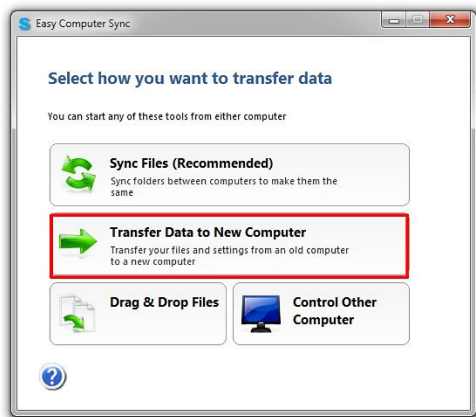 Easy Computer Sync
Select how you want to transfer data
You can start any of these tools from either computer
Sync Files (Recommended)
Sync folders between computers to make them the
same
Transfer Data to New Computer
Transfer your files and settings from an old computer
to a new computer
Drag & Drop Files
Control Other
Computer